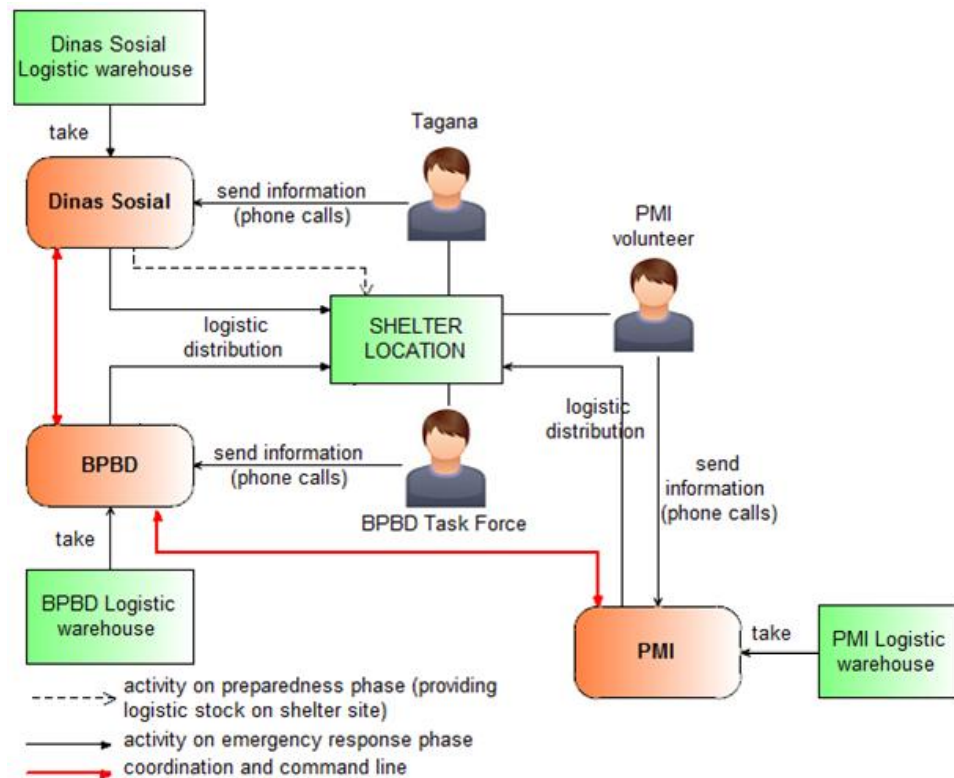 Dinas Sosial
Logistic warehouse
take
Tagana
Dinas Sosial
send information
(phone calls)
PMI
volunteer
SHELTER
LOCATION
logistic
distribution
logistic
distribution
BPBD
send information
(phone calls)
send
information
(phone calls)
BPBD Task Force
take
BPBD Logistic
warehouse
PMI
take
PMI Logistic
warehouse
activity on preparedness phase (providing
logistic stock on shelter site)
activity on emergency response phase
coordination and command line